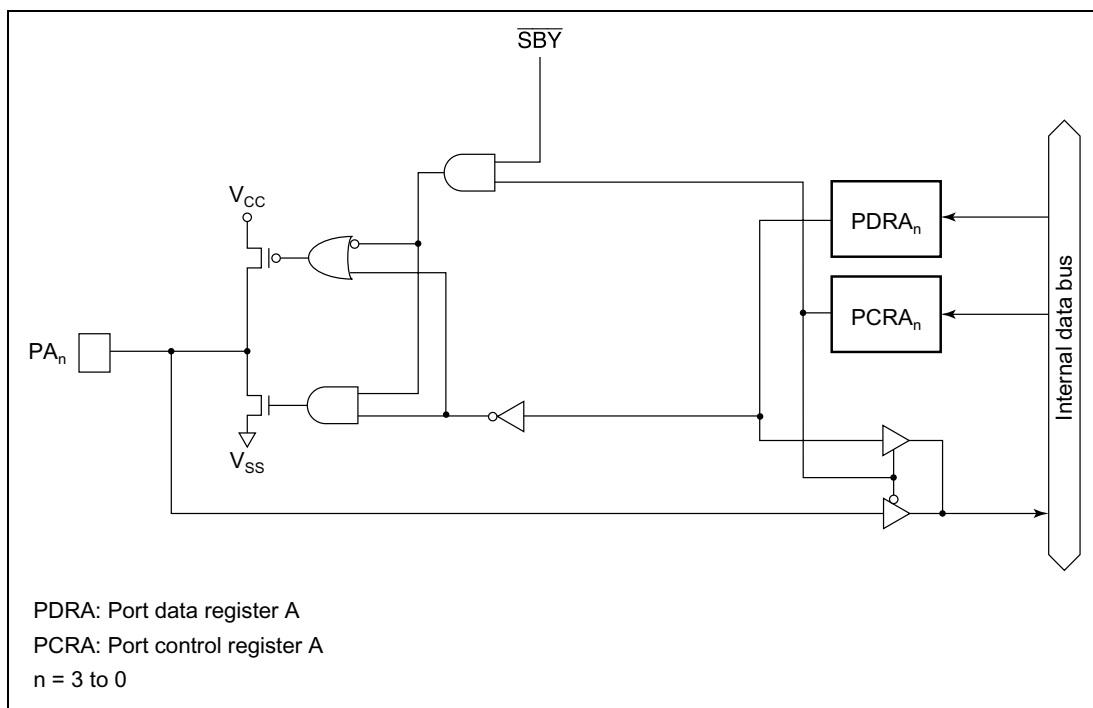 S̅B̅Y̅
V_CC
PDRA_n
PCRA_n
PA_n
V_SS
Internal data bus
PDRA: Port data register A
PCRA: Port control register A
n = 3 to 0